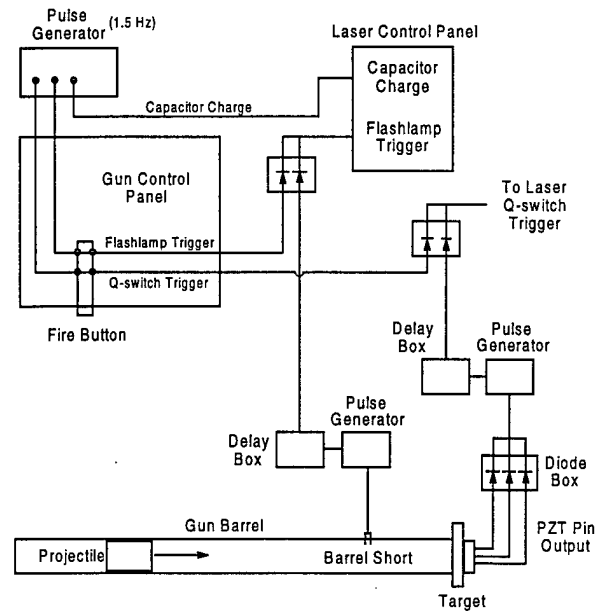 Pulse
Generator
(1.5 Hz)
Laser Control Panel
Capacitor
Charge
Capacitor Charge
Flashlamp
Trigger
Gun Control
Panel
To Laser
Q-switch
Trigger
Flashlamp Trigger
Q-switch Trigger
Fire Button
Delay
Box
Pulse
Generator
Pulse
Generator
Delay
Box
Diode
Box
Gun Barrel
PZT Pin
Output
Projectile
Barrel Short
Target